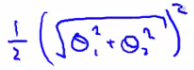 ½ (√(θ₁² + θ₂²))²